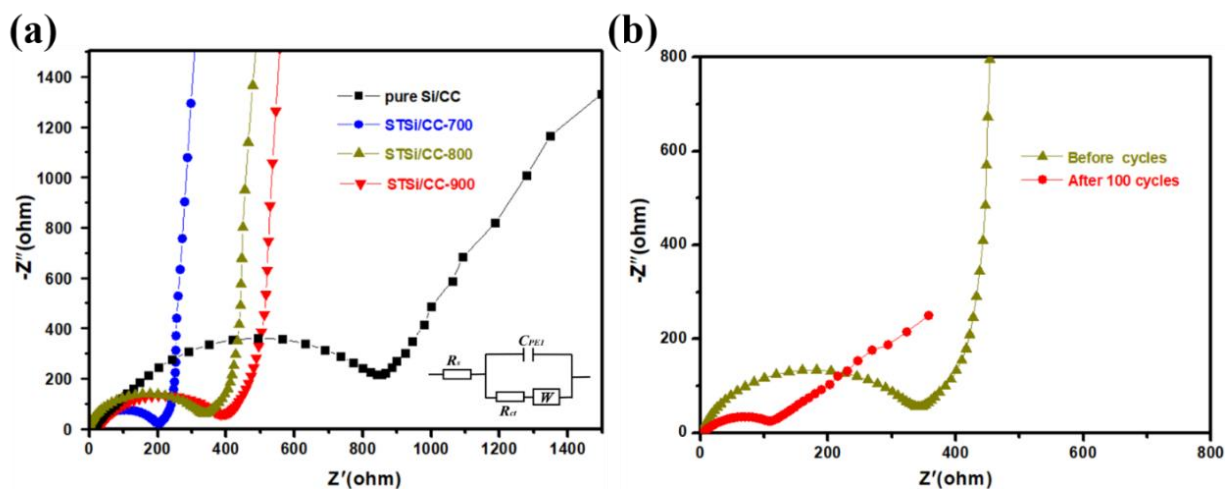 (a)
1400
1200
1000
800
600
400
200
0
-Z″(ohm)
0 200 400 600 800 1000 1200 1400
Z′(ohm)
pure Si/CC
STSi/CC-700
STSi/CC-800
STSi/CC-900
CPEI
Rs
Rct
W
(b)
800
600
400
200
0
-Z″(ohm)
0 200 400 600 800
Z′(ohm)
Before cycles
After 100 cycles